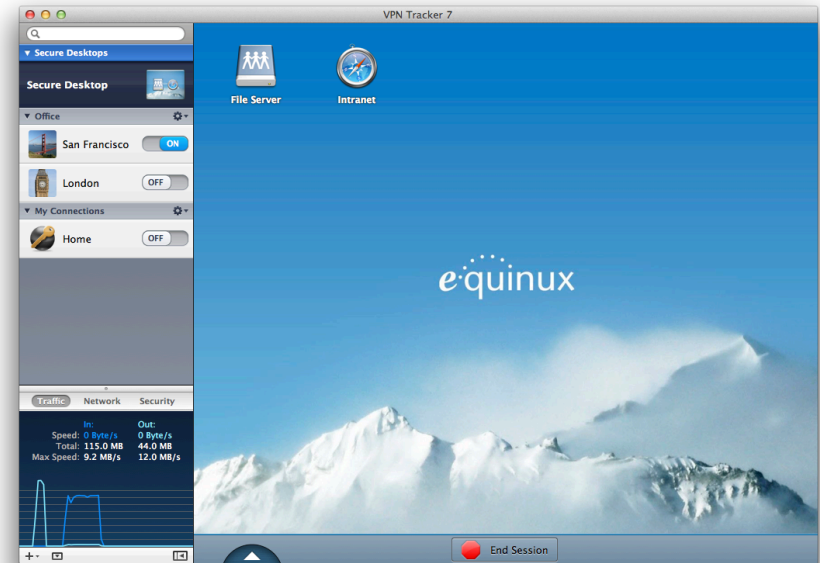 VPN Tracker 7
Secure Desktops
Secure Desktop
Office
San Francisco ON
London OFF
My Connections
Home OFF
Traffic Network Security
In: Out:
Speed: 0 Byte/s 0 Byte/s
Total: 115.0 MB 44.0 MB
Max Speed: 9.2 MB/s 12.0 MB/s
File Server
Intranet
equinux
End Session